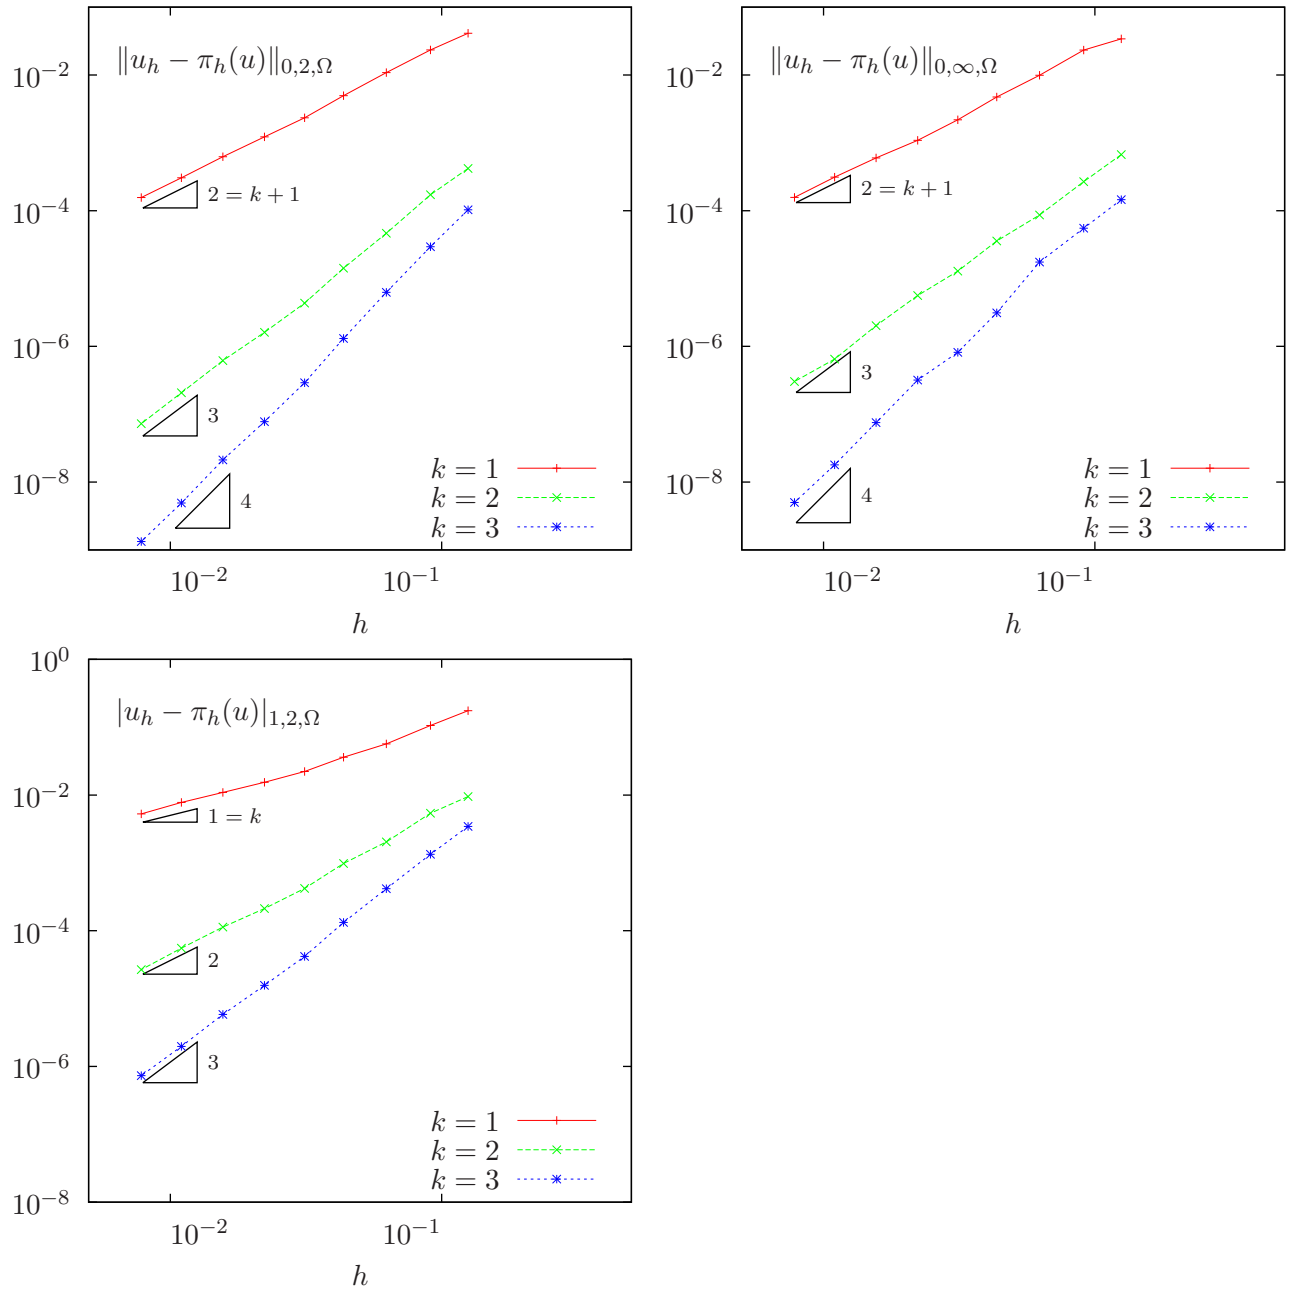 ‖u_h − π_h(u)‖_{0,2,Ω}
10^{−2}
10^{−4}
10^{−6}
10^{−8}
2 = k + 1
3
4
k = 1
k = 2
k = 3
10^{−2}
10^{−1}
h
‖u_h − π_h(u)‖_{0,∞,Ω}
10^{−2}
10^{−4}
10^{−6}
10^{−8}
2 = k + 1
3
4
k = 1
k = 2
k = 3
10^{−2}
10^{−1}
h
|u_h − π_h(u)|_{1,2,Ω}
10^{0}
10^{−2}
10^{−4}
10^{−6}
10^{−8}
1 = k
2
3
k = 1
k = 2
k = 3
10^{−2}
10^{−1}
h